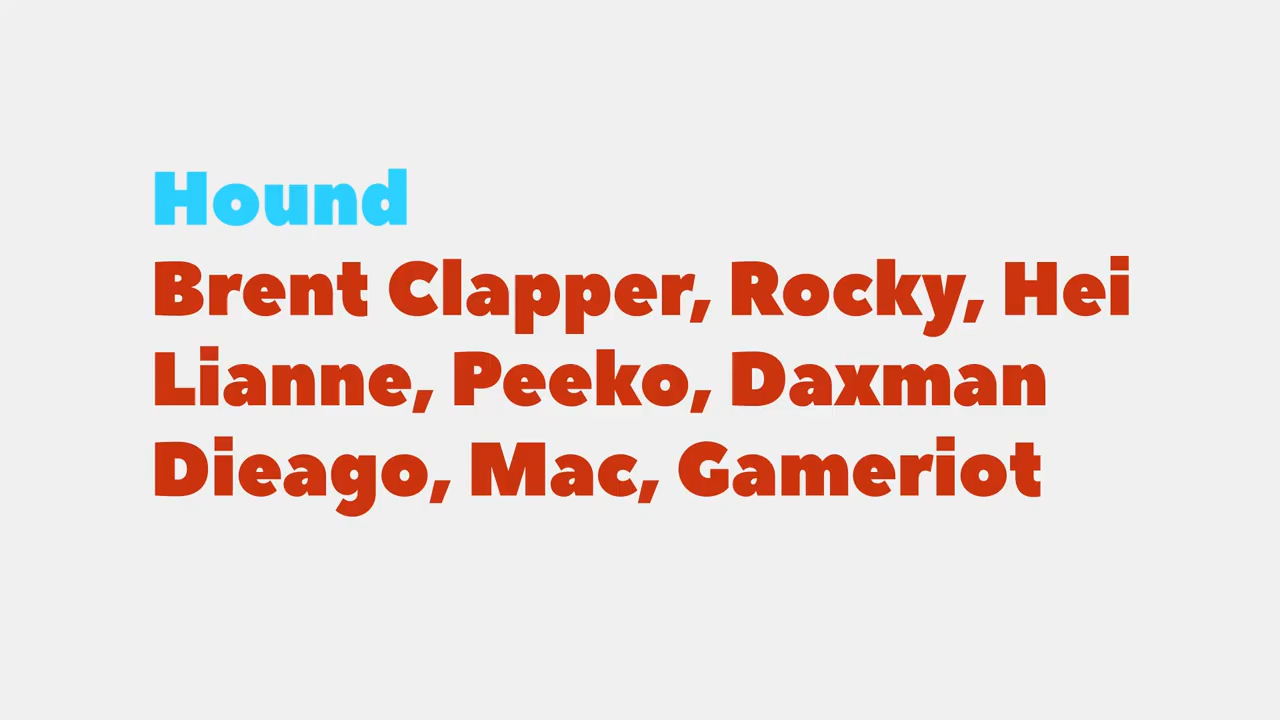 Hound
Brent Clapper, Rocky, Hei
Lianne, Peeko, Daxman
Dieago, Mac, Gameriot